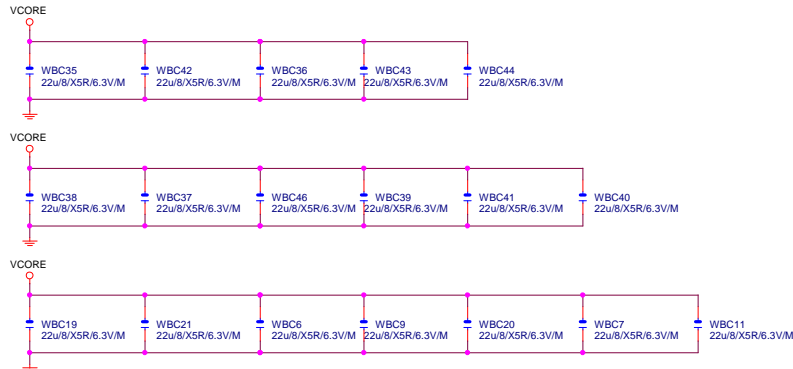 VCORE
WBC35 WBC42 WBC36 WBC43 WBC44
22u/8/X5R/6.3V/M 22u/8/X5R/6.3V/M 22u/8/X5R/6.3V/M 22u/8/X5R/6.3V/M 22u/8/X5R/6.3V/M
VCORE
WBC38 WBC37 WBC46 WBC39 WBC41 WBC40
22u/8/X5R/6.3V/M 22u/8/X5R/6.3V/M 22u/8/X5R/6.3V/M 22u/8/X5R/6.3V/M 22u/8/X5R/6.3V/M 22u/8/X5R/6.3V/M
VCORE
WBC19 WBC21 WBC6 WBC9 WBC20 WBC7 WBC11
22u/8/X5R/6.3V/M 22u/8/X5R/6.3V/M 22u/8/X5R/6.3V/M 22u/8/X5R/6.3V/M 22u/8/X5R/6.3V/M 22u/8/X5R/6.3V/M 22u/8/X5R/6.3V/M